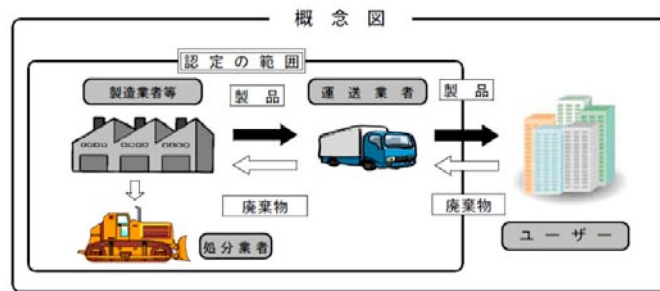 概念図
認定の範囲
製造業者等
製品
運送業者
製品
廃棄物
廃棄物
処分業者
ユーザー